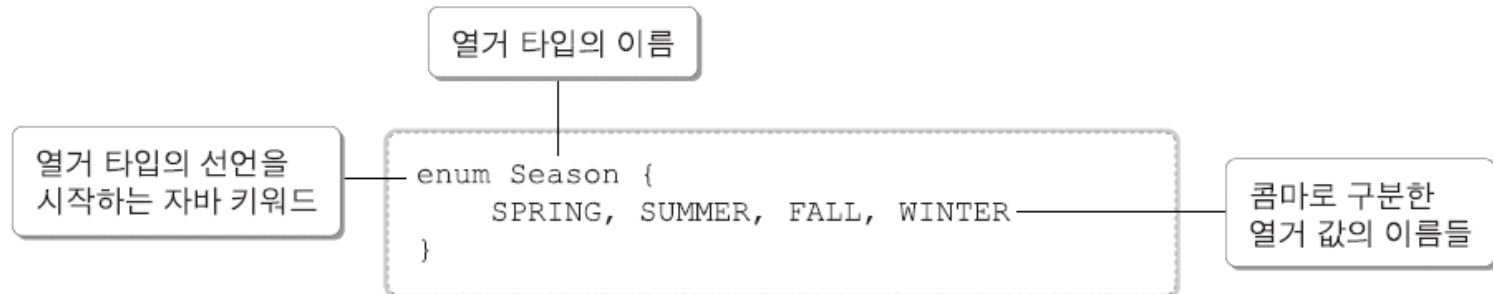 열거 타입의 이름
열거 타입의 선언을
시작하는 자바 키워드
enum Season {
SPRING, SUMMER, FALL, WINTER
}
콤마로 구분한
열거 값의 이름들